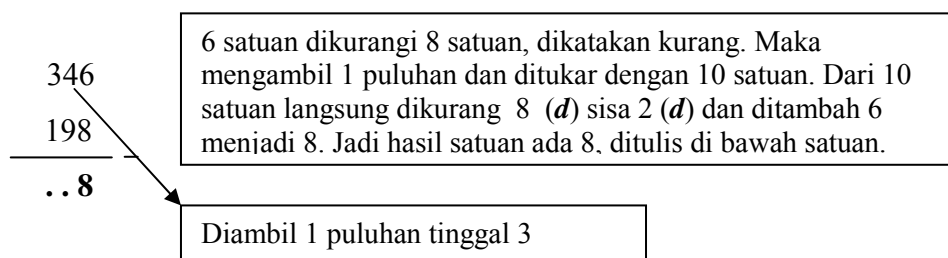 6 satuan dikurangi 8 satuan, dikatakan kurang. Maka
mengambil 1 puluhan dan ditukar dengan 10 satuan. Dari 10
satuan langsung dikurang 8 (d) sisa 2 (d) dan ditambah 6
menjadi 8. Jadi hasil satuan ada 8, ditulis di bawah satuan.
346
198
-
. . 8
Diambil 1 puluhan tinggal 3